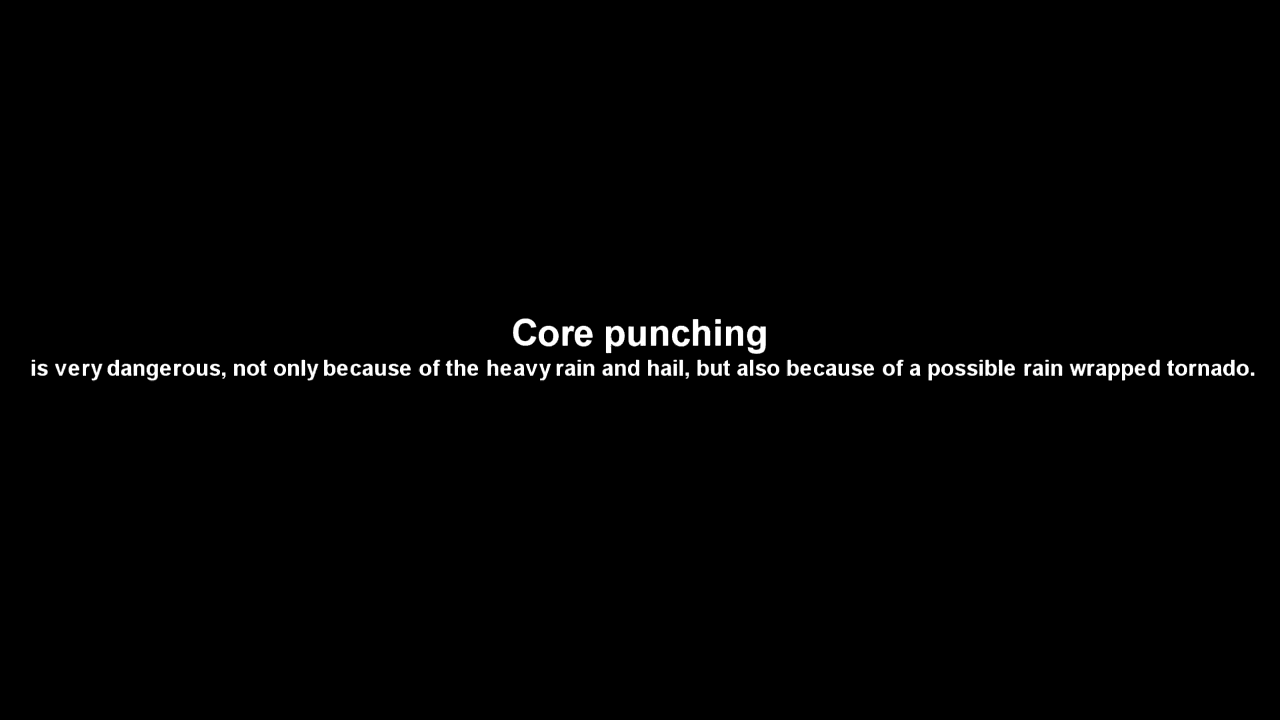 Core punching
is very dangerous, not only because of the heavy rain and hail, but also because of a possible rain wrapped tornado.